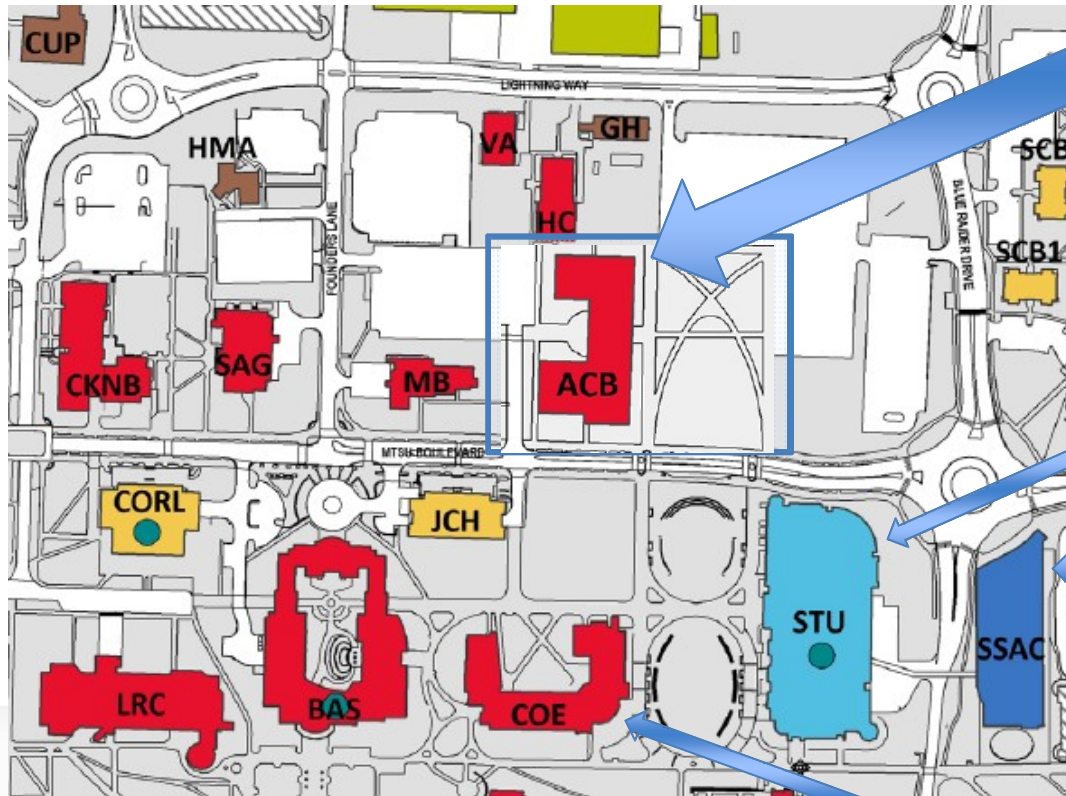 CUP
LIGHTNING WAY
VA
GH
HMA
SCB
HC
FOUNDERS LANE
BLUE RAIDER DRIVE
SCB1
CKNB
SAG
MB
ACB
MTSU BOULEVARD
CORL
JCH
STU
SSAC
LRC
BAS
COE